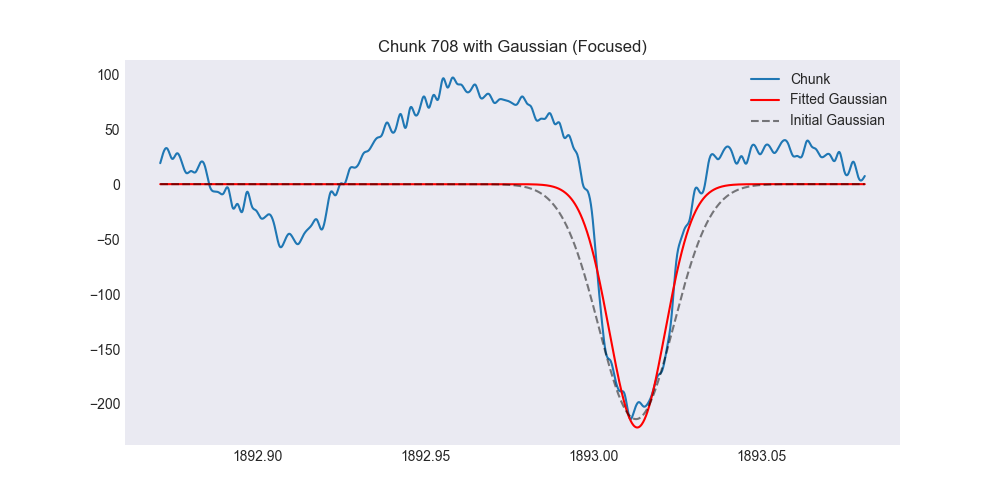 Chunk 708 with Gaussian (Focused)
100
50
0
−50
−100
−150
−200
1892.90 1892.95 1893.00 1893.05
Chunk
Fitted Gaussian
Initial Gaussian